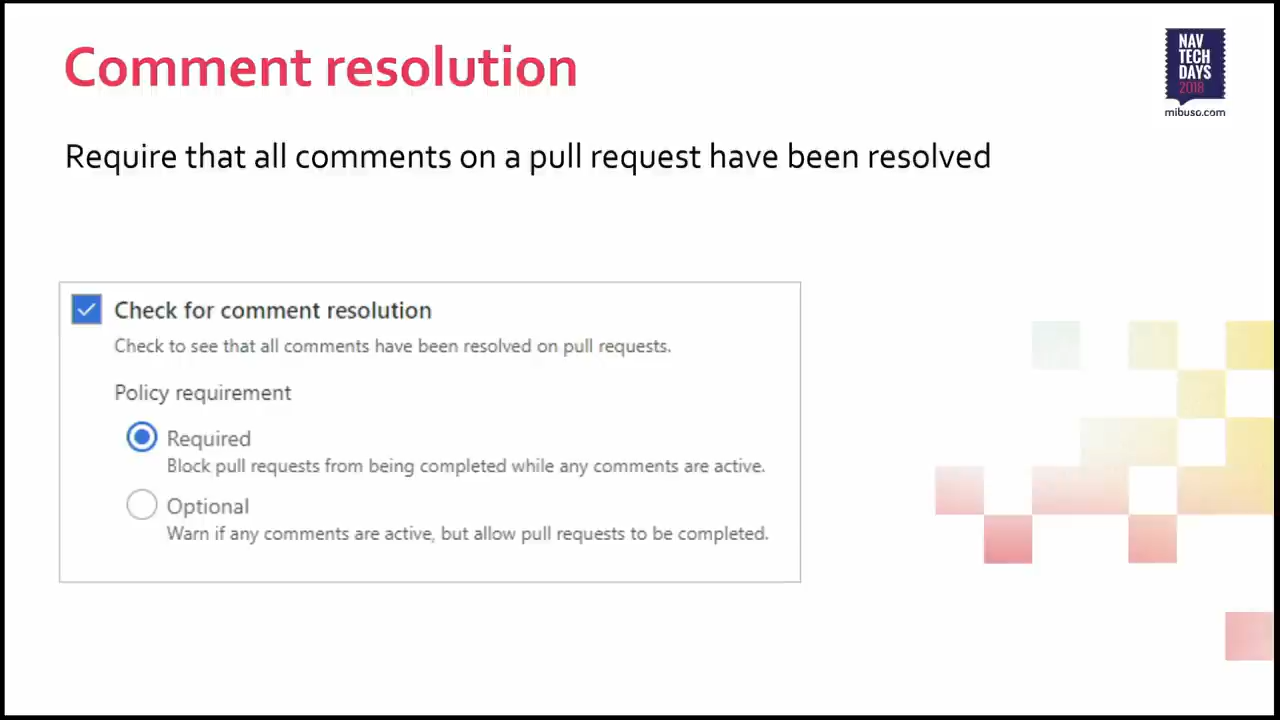 Comment resolution
NAV
TECH
DAYS
2018
mibuso.com
Require that all comments on a pull request have been resolved
Check for comment resolution
Check to see that all comments have been resolved on pull requests.
Policy requirement
Required
Block pull requests from being completed while any comments are active.
Optional
Warn if any comments are active, but allow pull requests to be completed.